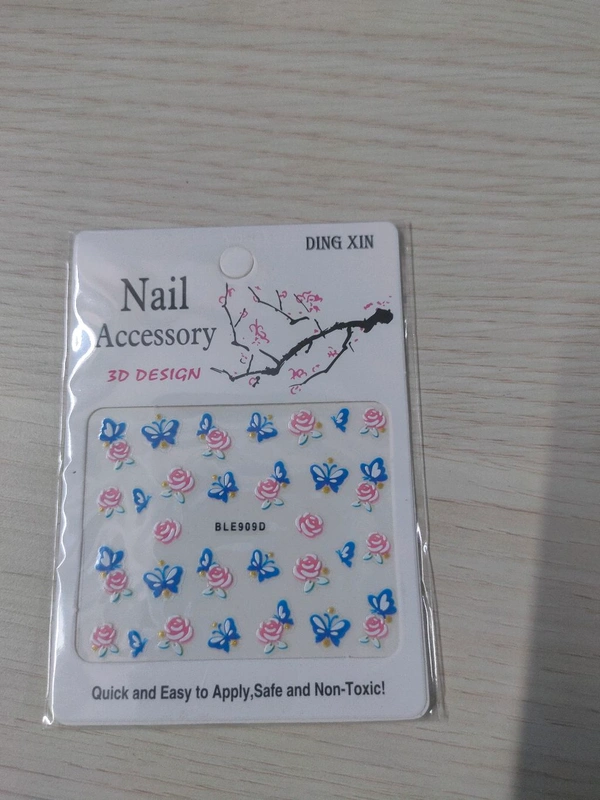 DING XIN
Nail
Accessory
3D DESIGN
BLE909D
Quick and Easy to Apply,Safe and Non-Toxic!